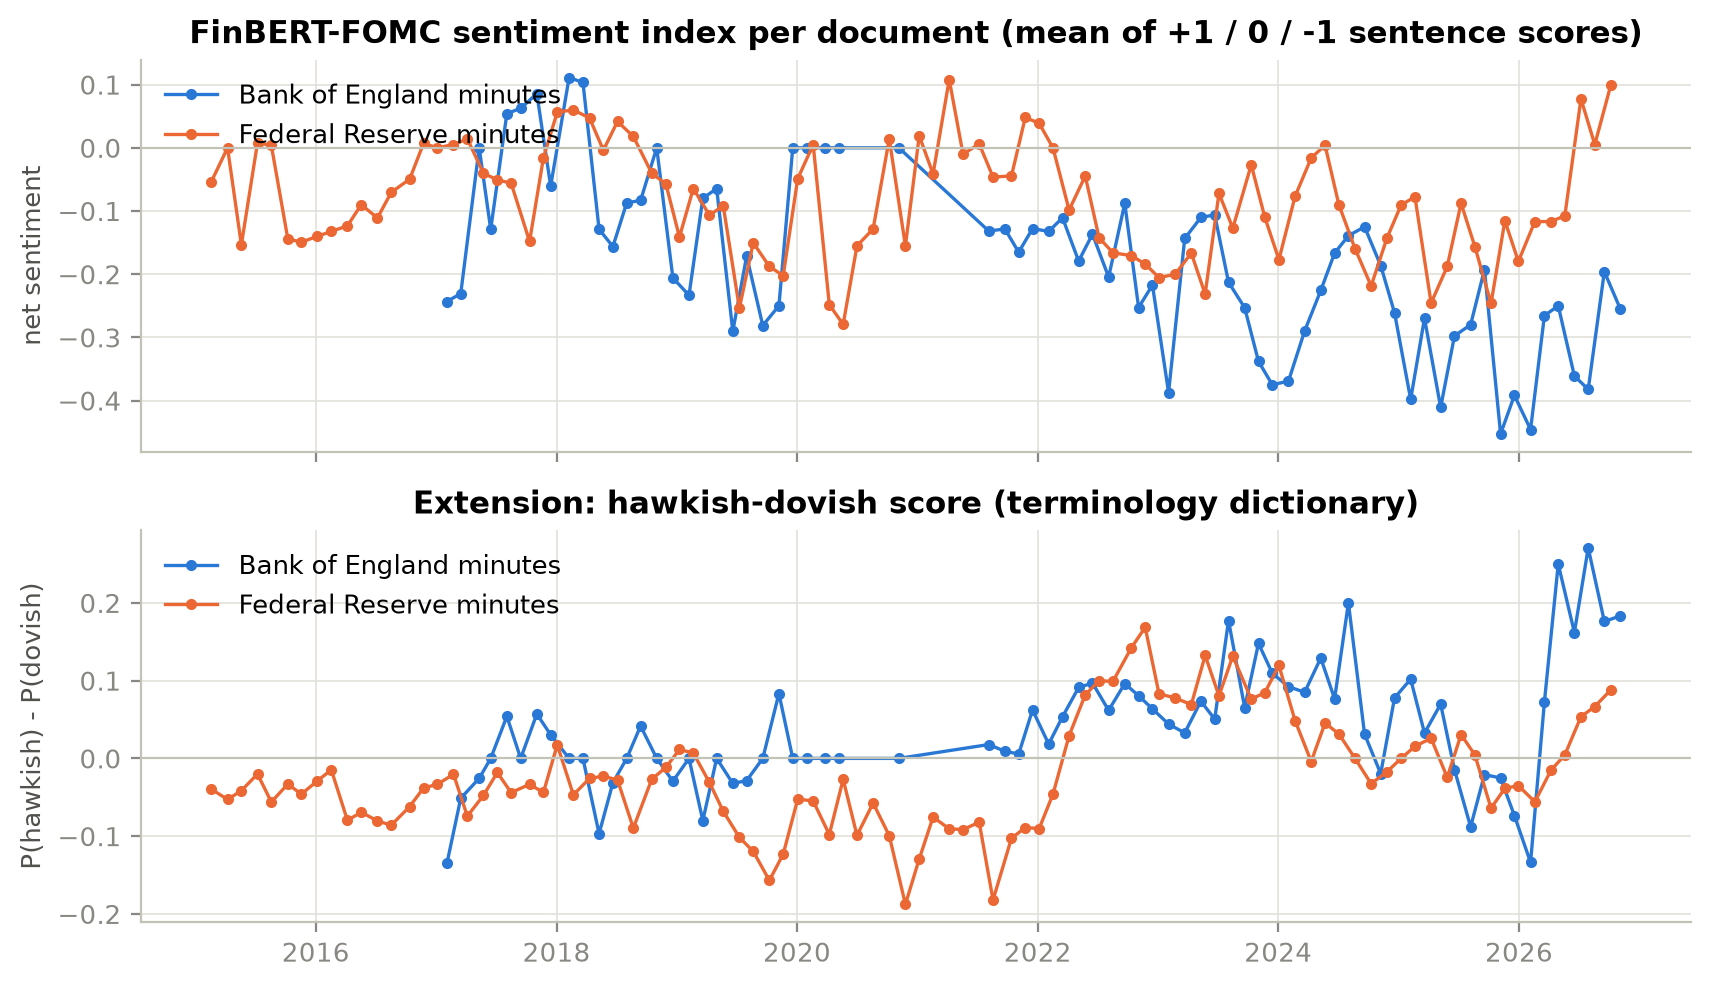 FinBERT-FOMC sentiment index per document (mean of +1 / 0 / -1 sentence scores)
Bank of England minutes
Federal Reserve minutes
net sentiment
0.1
0.0
−0.1
−0.2
−0.3
−0.4
Extension: hawkish-dovish score (terminology dictionary)
Bank of England minutes
Federal Reserve minutes
P(hawkish) - P(dovish)
0.2
0.1
0.0
−0.1
−0.2
2016 2018 2020 2022 2024 2026